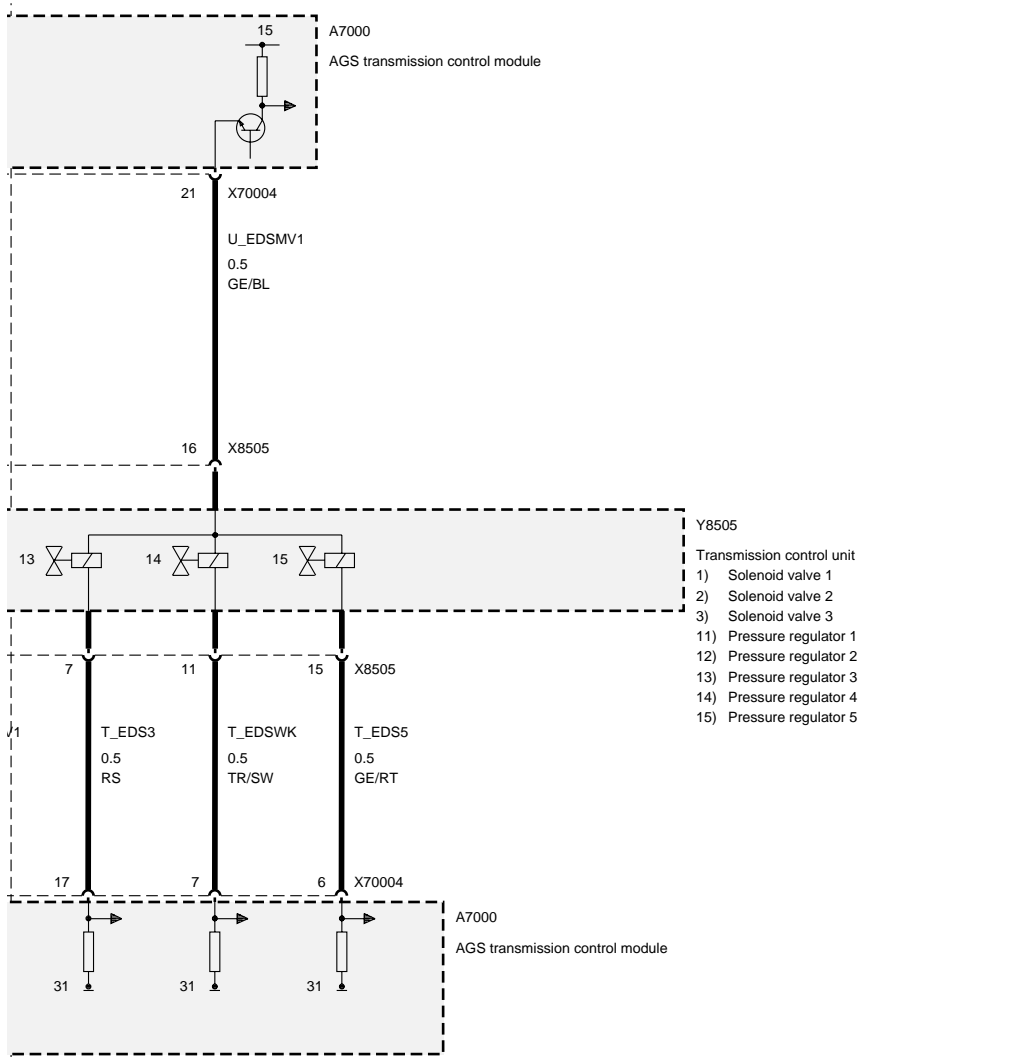 15
A7000
AGS transmission control module
21
X70004
U_EDSMV1
0.5
GE/BL
16
X8505
Y8505
13
14
15
Transmission control unit
1) Solenoid valve 1
2) Solenoid valve 2
3) Solenoid valve 3
11) Pressure regulator 1
12) Pressure regulator 2
13) Pressure regulator 3
14) Pressure regulator 4
15) Pressure regulator 5
7
11
15
X8505
/1
T_EDS3
0.5
RS
T_EDSWK
0.5
TR/SW
T_EDS5
0.5
GE/RT
17
7
6
X70004
A7000
AGS transmission control module
31
31
31